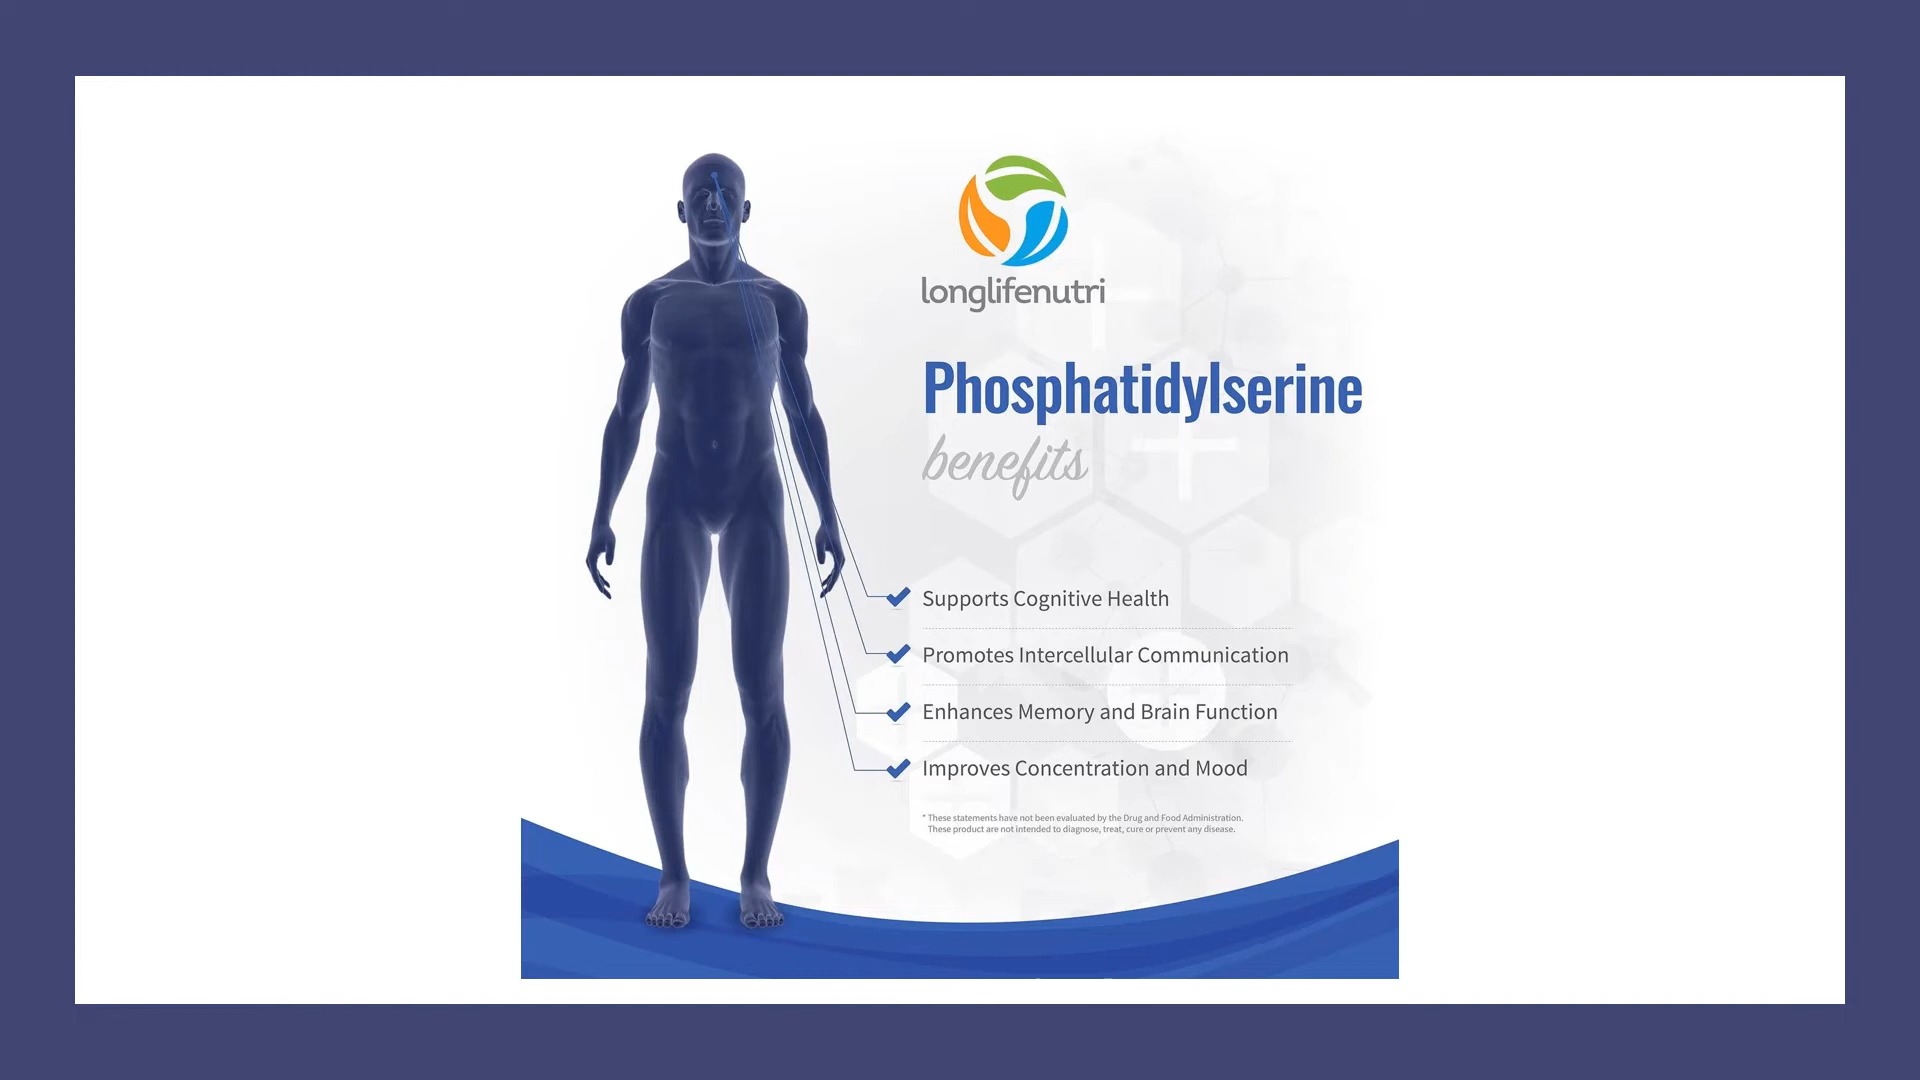 longlifenutri
Phosphatidylserine
benefits
Supports Cognitive Health
Promotes Intercellular Communication
Enhances Memory and Brain Function
Improves Concentration and Mood
* These statements have not been evaluated by the Drug and Food Administration.
These product are not intended to diagnose, treat, cure or prevent any disease.